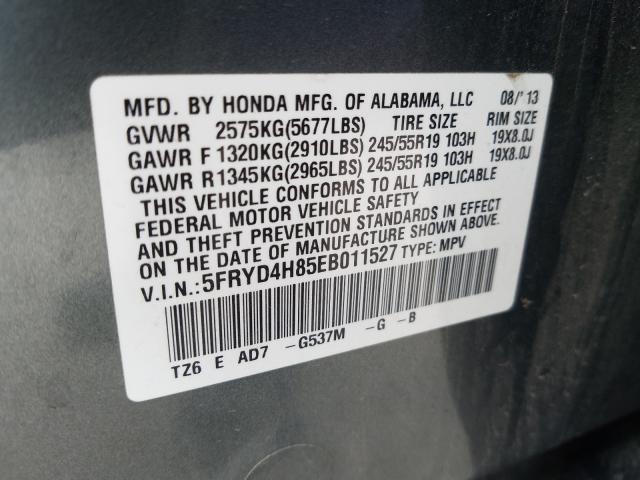 MFD. BY HONDA MFG. OF ALABAMA, LLC 08/'13
GVWR 2575KG(5677LBS) TIRE SIZE RIM SIZE
GAWR F 1320KG(2910LBS) 245/55R19 103H 19X8.0J
GAWR R 1345KG(2965LBS) 245/55R19 103H 19X8.0J
THIS VEHICLE CONFORMS TO ALL APPLICABLE
FEDERAL MOTOR VEHICLE SAFETY
AND THEFT PREVENTION STANDARDS IN EFFECT
ON THE DATE OF MANUFACTURE SHOWN ABOVE.
V.I.N.:5FRYD4H85EB011527 TYPE: MPV
TZ6 E AD7 -G537M -G -B